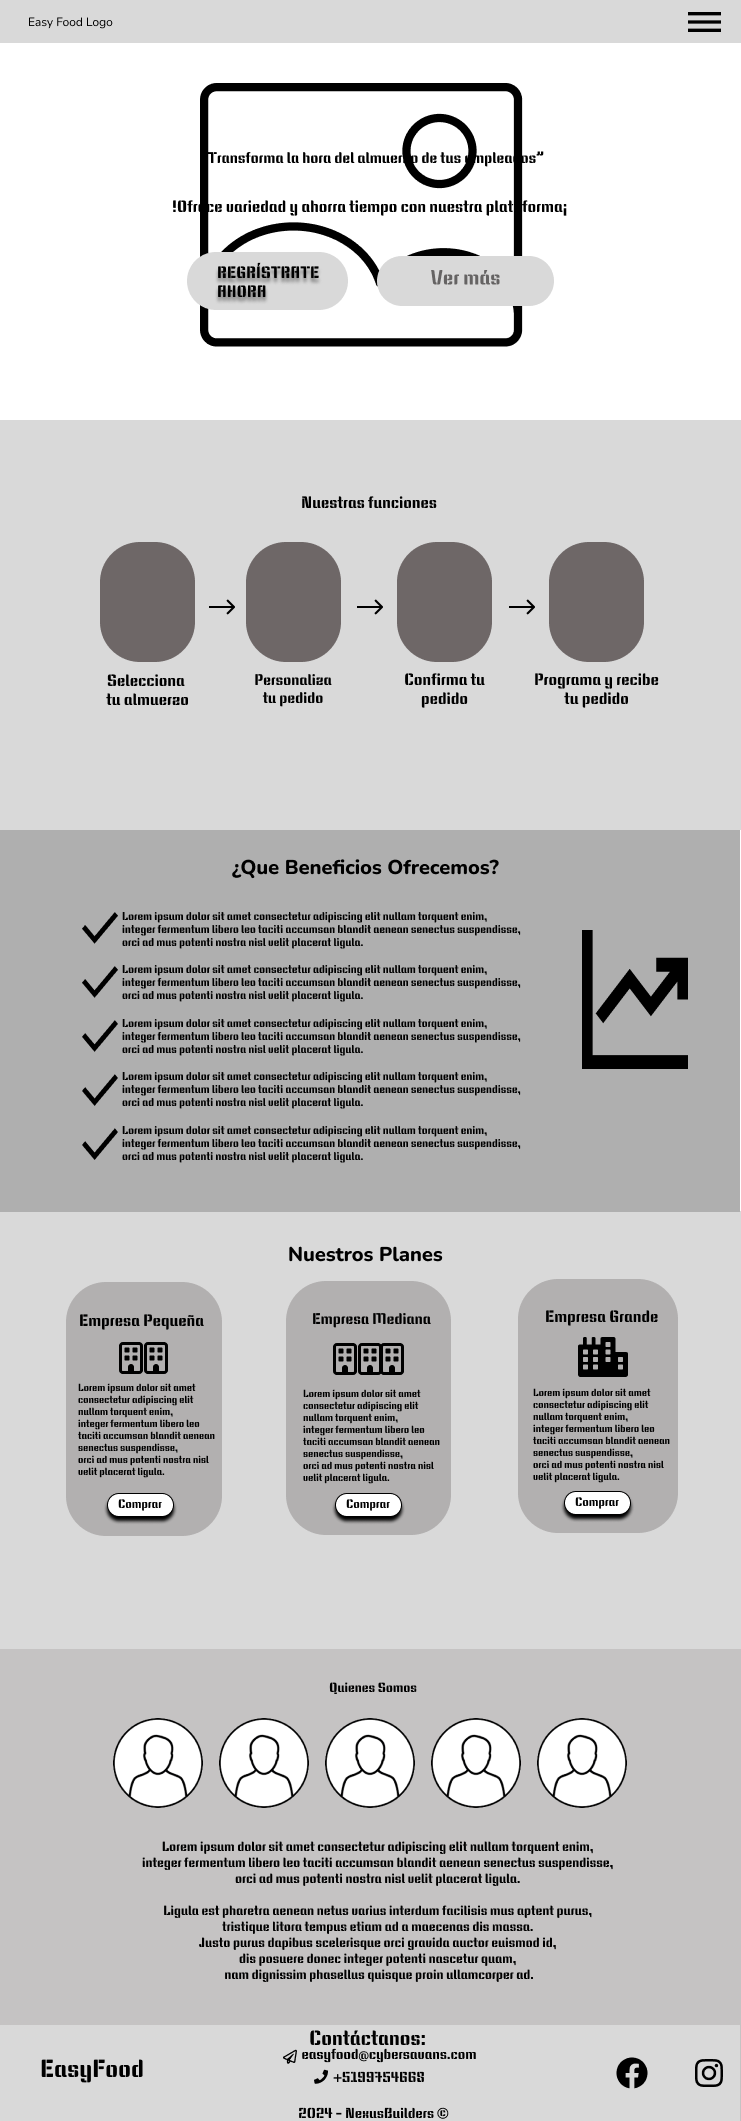 Easy Food Logo
"Transforma la hora del almuerzo de tus empleados"
!Ofrece variedad y ahorra tiempo con nuestra plataforma¡
REGRÍSTRATE
AHORA
Ver más
Nuestras funciones
Selecciona
tu almuerzo
Personaliza
tu pedido
Confirma tu
pedido
Programa y recibe
tu pedido
¿Que Beneficios Ofrecemos?
Lorem ipsum dolor sit amet consectetur adipiscing elit nullam torquent enim,
integer fermentum libero leo taciti accumsan blandit aenean senectus suspendisse,
orci ad mus potenti nostra nisl velit placerat ligula.
Lorem ipsum dolor sit amet consectetur adipiscing elit nullam torquent enim,
integer fermentum libero leo taciti accumsan blandit aenean senectus suspendisse,
orci ad mus potenti nostra nisl velit placerat ligula.
Lorem ipsum dolor sit amet consectetur adipiscing elit nullam torquent enim,
integer fermentum libero leo taciti accumsan blandit aenean senectus suspendisse,
orci ad mus potenti nostra nisl velit placerat ligula.
Lorem ipsum dolor sit amet consectetur adipiscing elit nullam torquent enim,
integer fermentum libero leo taciti accumsan blandit aenean senectus suspendisse,
orci ad mus potenti nostra nisl velit placerat ligula.
Lorem ipsum dolor sit amet consectetur adipiscing elit nullam torquent enim,
integer fermentum libero leo taciti accumsan blandit aenean senectus suspendisse,
orci ad mus potenti nostra nisl velit placerat ligula.
Nuestros Planes
Empresa Pequeña
Lorem ipsum dolor sit amet
consectetur adipiscing elit
nullam torquent enim,
integer fermentum libero leo
taciti accumsan blandit aenean
senectus suspendisse,
orci ad mus potenti nostra nisl
velit placerat ligula.
Comprar
Empresa Mediana
Lorem ipsum dolor sit amet
consectetur adipiscing elit
nullam torquent enim,
integer fermentum libero leo
taciti accumsan blandit aenean
senectus suspendisse,
orci ad mus potenti nostra nisl
velit placerat ligula.
Comprar
Empresa Grande
Lorem ipsum dolor sit amet
consectetur adipiscing elit
nullam torquent enim,
integer fermentum libero leo
taciti accumsan blandit aenean
senectus suspendisse,
orci ad mus potenti nostra nisl
velit placerat ligula.
Comprar
Quienes Somos
Lorem ipsum dolor sit amet consectetur adipiscing elit nullam torquent enim,
integer fermentum libero leo taciti accumsan blandit aenean senectus suspendisse,
orci ad mus potenti nostra nisl velit placerat ligula.
Ligula est pharetra aenean netus varius interdum facilisis mus aptent purus,
tristique litora tempus etiam ad a maecenas dis massa.
Justo purus dapibus scelerisque orci gravida auctor euismod id,
dis posuere donec integer potenti nascetur quam,
nam dignissim phasellus quisque proin ullamcorper ad.
EasyFood
Contáctanos:
easyfood@cybersavans.com
+5199754668
2024 - NexusBuilders ©